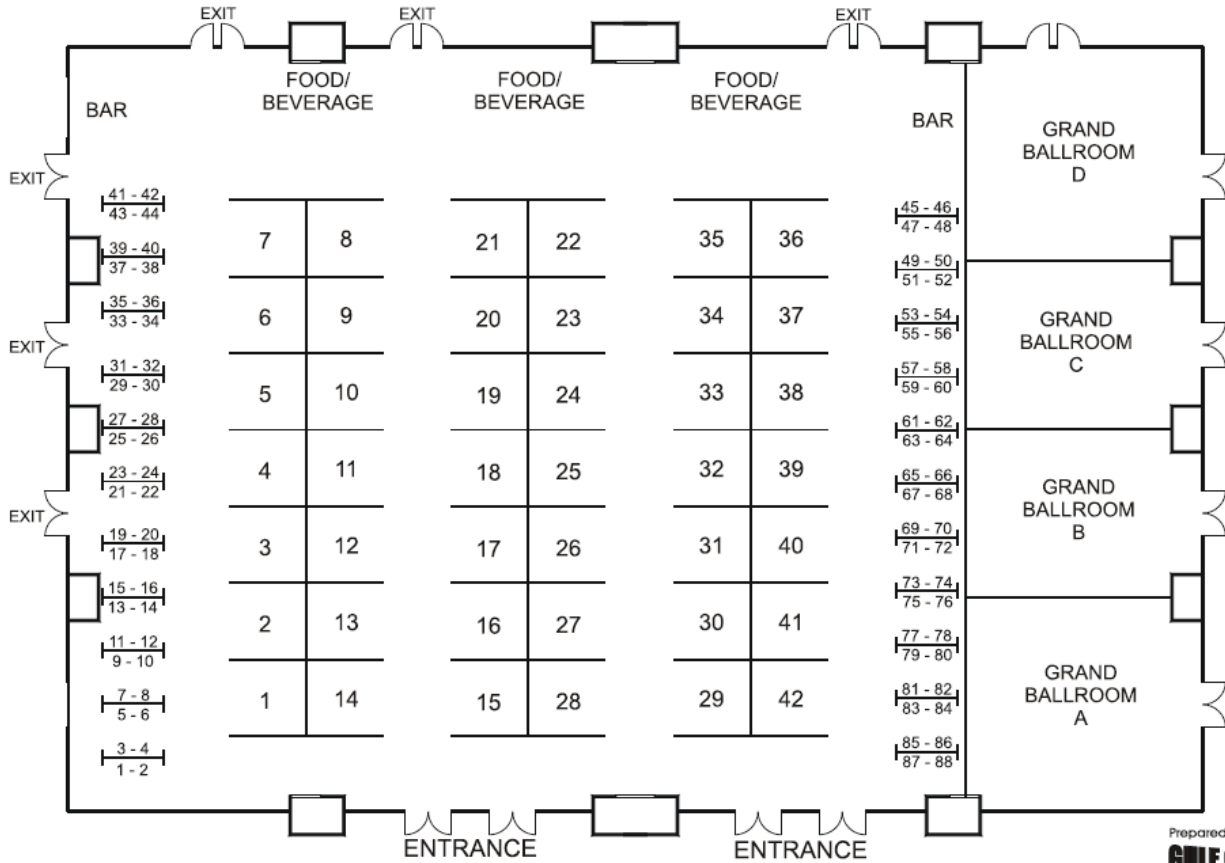 EXIT
EXIT
EXIT
FOOD/
BEVERAGE
FOOD/
BEVERAGE
FOOD/
BEVERAGE
BAR
BAR
GRAND
BALLROOM
D
EXIT
41 - 42
43 - 44
39 - 40
37 - 38
35 - 36
33 - 34
EXIT
31 - 32
29 - 30
27 - 28
25 - 26
23 - 24
21 - 22
EXIT
19 - 20
17 - 18
15 - 16
13 - 14
11 - 12
9 - 10
7 - 8
5 - 6
3 - 4
1 - 2
7 8
6 9
5 10
4 11
3 12
2 13
1 14
21 22
20 23
19 24
18 25
17 26
16 27
15 28
35 36
34 37
33 38
32 39
31 40
30 41
29 42
45 - 46
47 - 48
49 - 50
51 - 52
53 - 54
55 - 56
57 - 58
59 - 60
61 - 62
63 - 64
65 - 66
67 - 68
69 - 70
71 - 72
73 - 74
75 - 76
77 - 78
79 - 80
81 - 82
83 - 84
85 - 86
87 - 88
GRAND
BALLROOM
C
GRAND
BALLROOM
B
GRAND
BALLROOM
A
ENTRANCE
ENTRANCE
Prepared